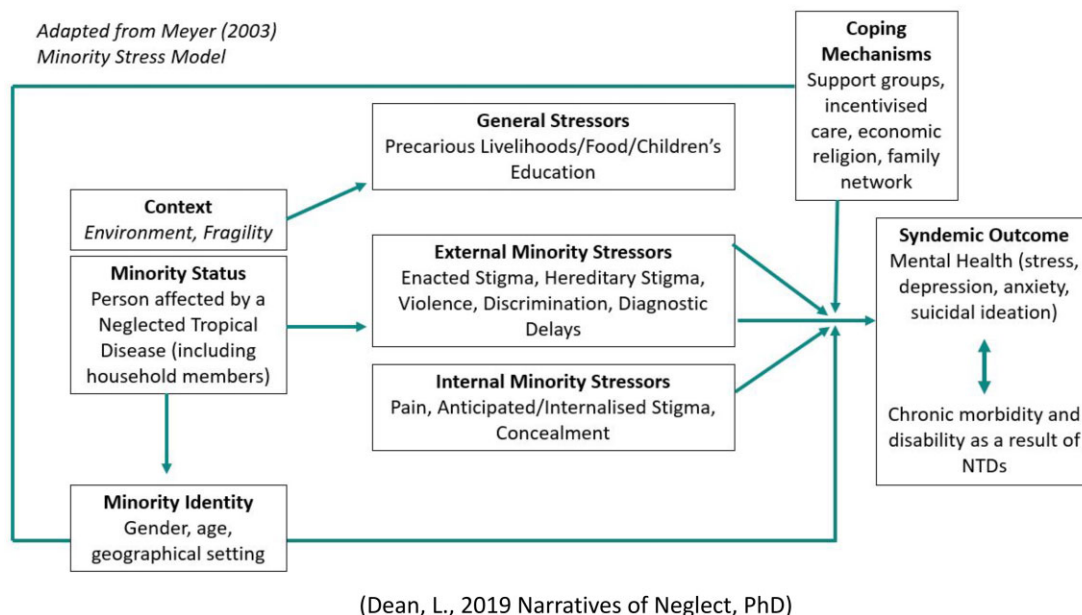 Adapted from Meyer (2003)
Minority Stress Model
Coping
Mechanisms
Support groups,
incentivised
care, economic
religion, family
network
General Stressors
Precarious Livelihoods/Food/Children's
Education
Context
Environment, Fragility
Minority Status
Person affected by a
Neglected Tropical
Disease (including
household members)
External Minority Stressors
Enacted Stigma, Hereditary Stigma,
Violence, Discrimination, Diagnostic
Delays
Internal Minority Stressors
Pain, Anticipated/Internalised Stigma,
Concealment
Syndemic Outcome
Mental Health (stress,
depression, anxiety,
suicidal ideation)
Chronic morbidity and
disability as a result of
NTDs
Minority Identity
Gender, age,
geographical setting
(Dean, L., 2019 Narratives of Neglect, PhD)